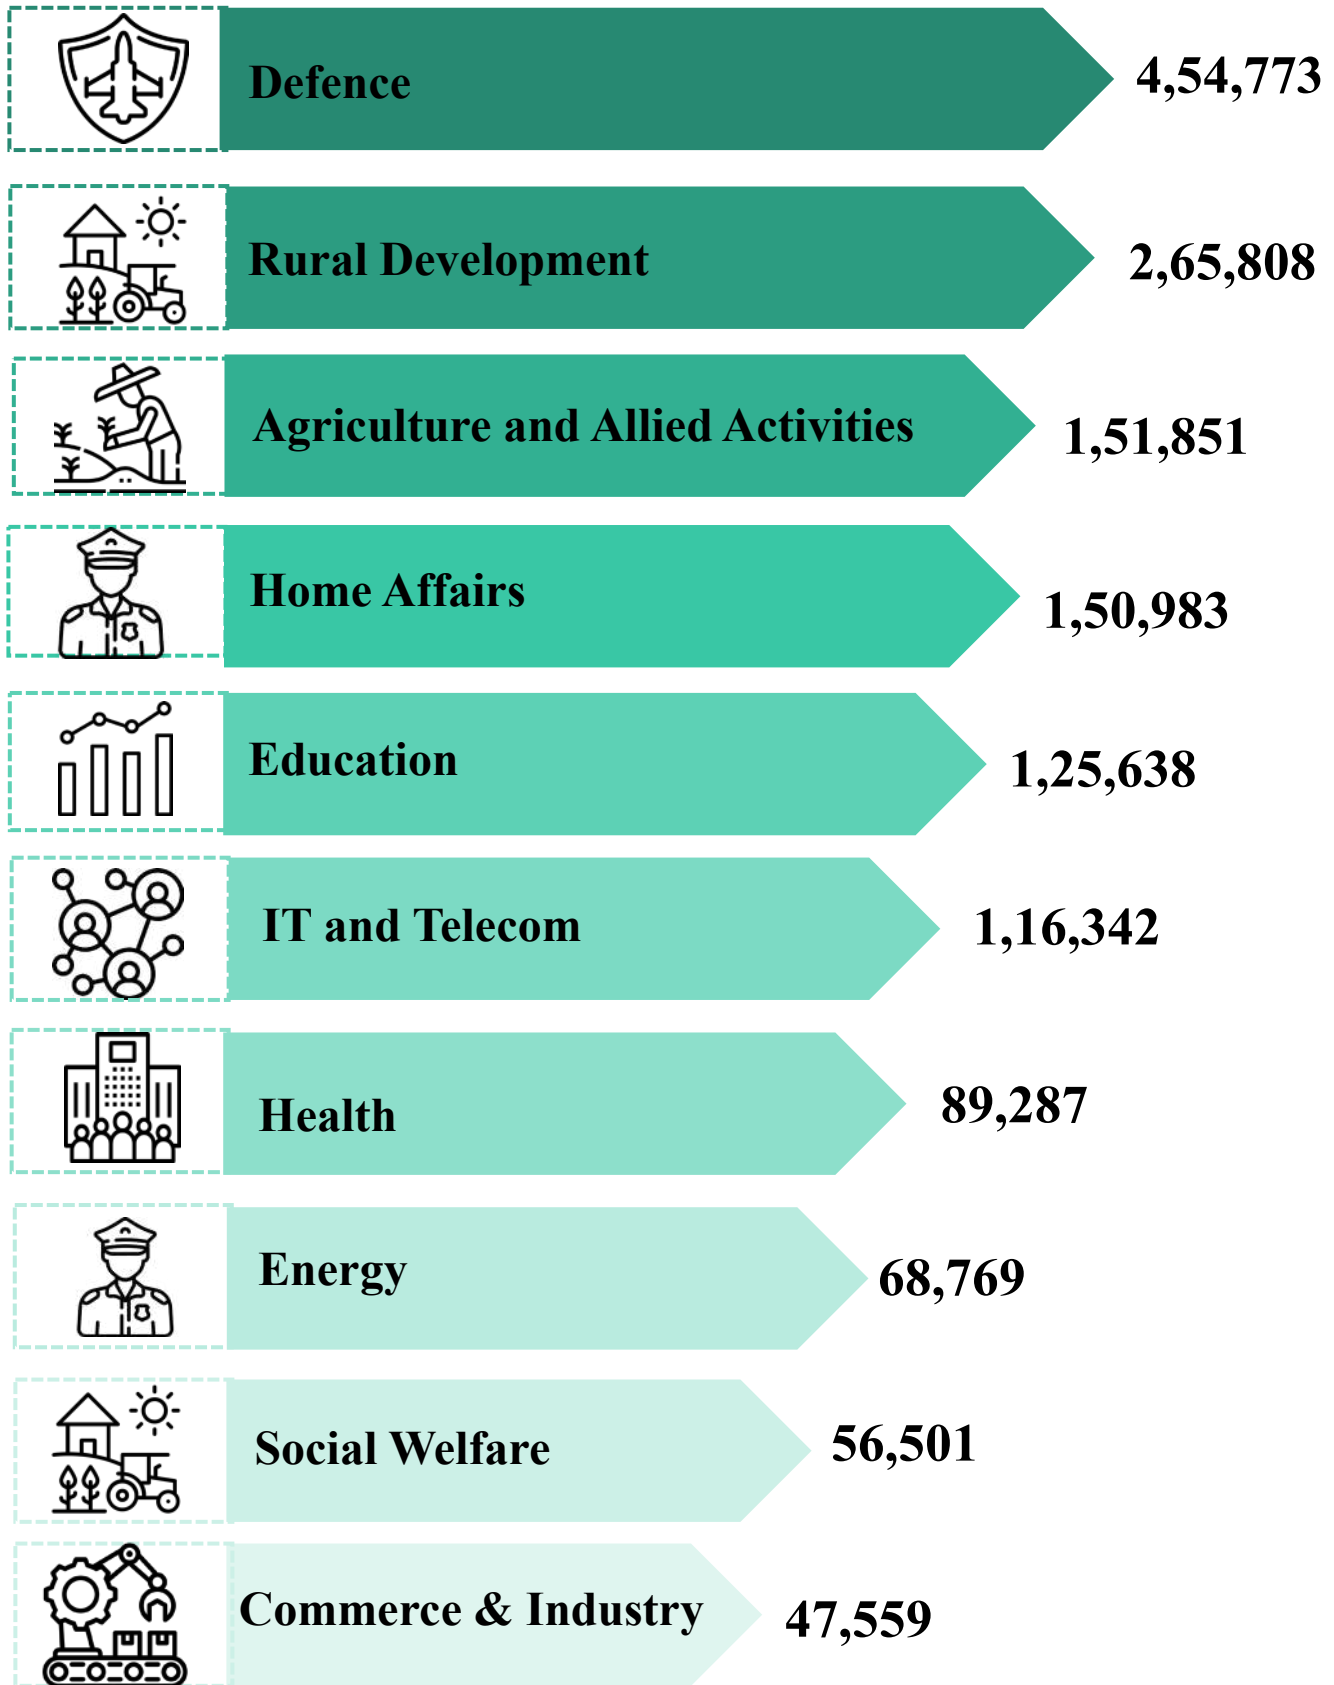 Defence 4,54,773
Rural Development 2,65,808
Agriculture and Allied Activities 1,51,851
Home Affairs 1,50,983
Education 1,25,638
IT and Telecom 1,16,342
Health 89,287
Energy 68,769
Social Welfare 56,501
Commerce & Industry 47,559